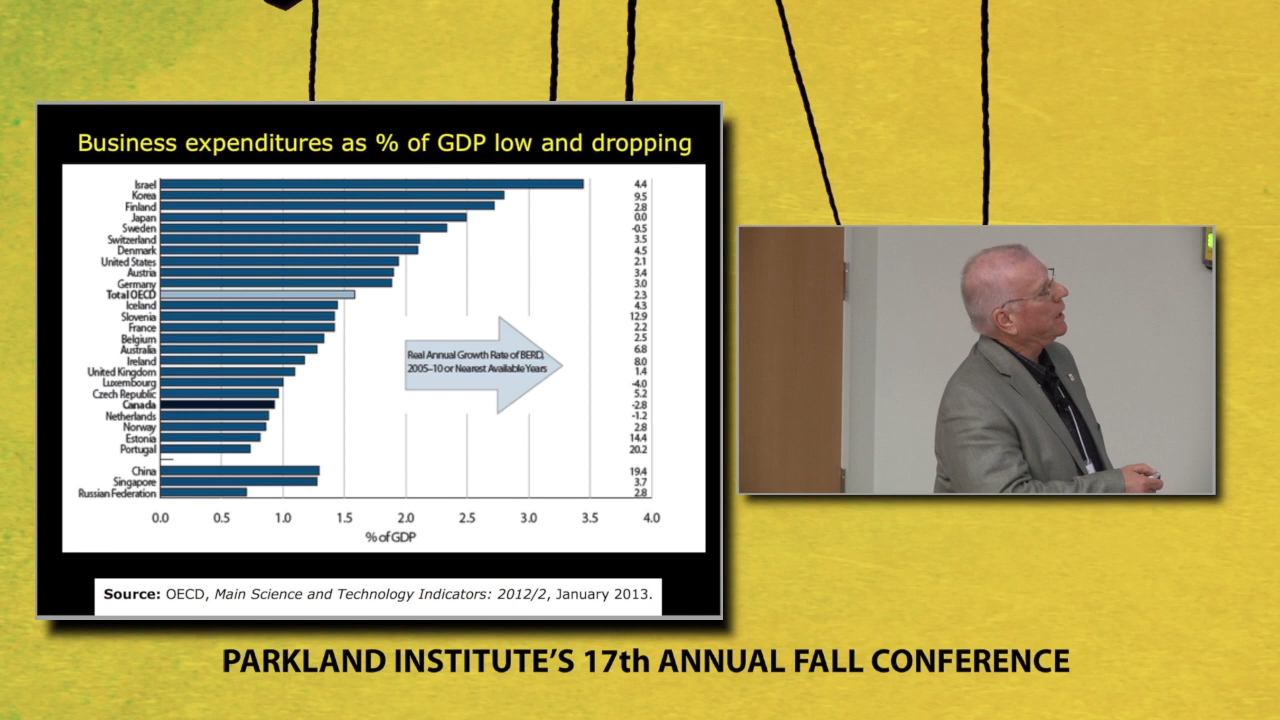 Business expenditures as % of GDP low and dropping
Israel 4.4
Korea 9.5
Finland 2.8
Japan 0.0
Sweden -0.5
Switzerland 3.5
Denmark 4.5
United States 2.1
Austria 3.4
Germany 3.0
Total OECD 2.3
Iceland 4.3
Slovenia 12.9
France 2.2
Belgium 2.5
Australia 6.8
Ireland 8.0
United Kingdom 1.4
Luxembourg -4.0
Czech Republic 5.2
Canada -2.8
Netherlands -1.2
Norway 2.8
Estonia 14.4
Portugal 20.2
China 19.4
Singapore 3.7
Russian Federation 2.8
Real Annual Growth Rate of BERD,
2005–10 or Nearest Available Years
0.0 0.5 1.0 1.5 2.0 2.5 3.0 3.5 4.0
% of GDP
Source: OECD, Main Science and Technology Indicators: 2012/2, January 2013.
PARKLAND INSTITUTE'S 17th ANNUAL FALL CONFERENCE